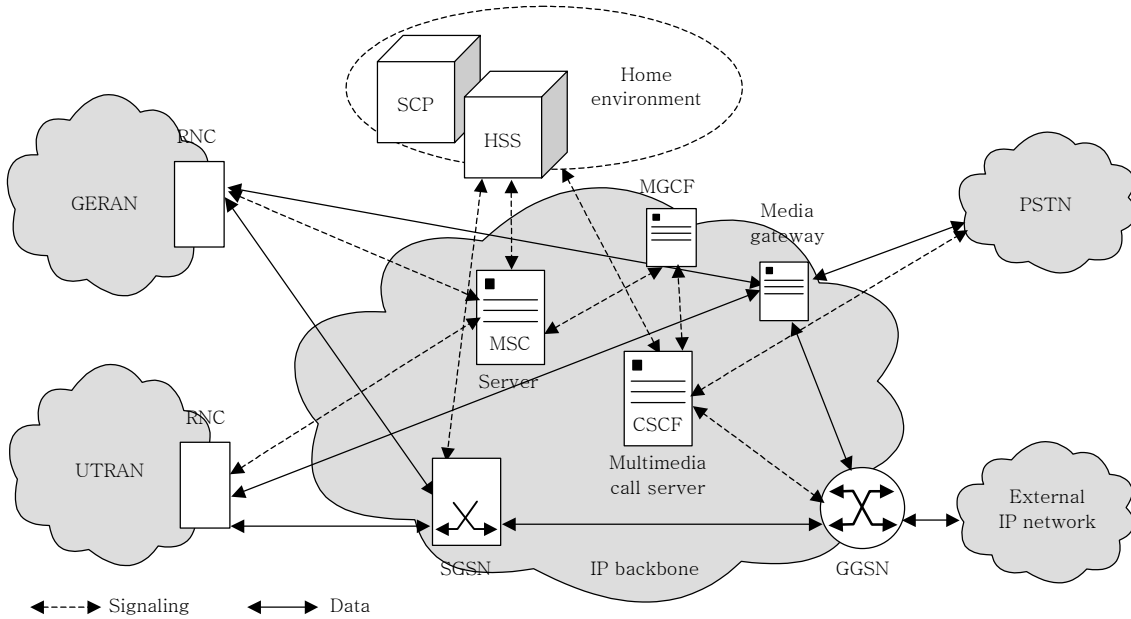 SCP
HSS
Home
environment
RNC
GERAN
MGCF
Media
gateway
PSTN
MSC
Server
CSCF
Multimedia
call server
RNC
UTRAN
External
IP network
SGSN
IP backbone
GGSN
Signaling
Data